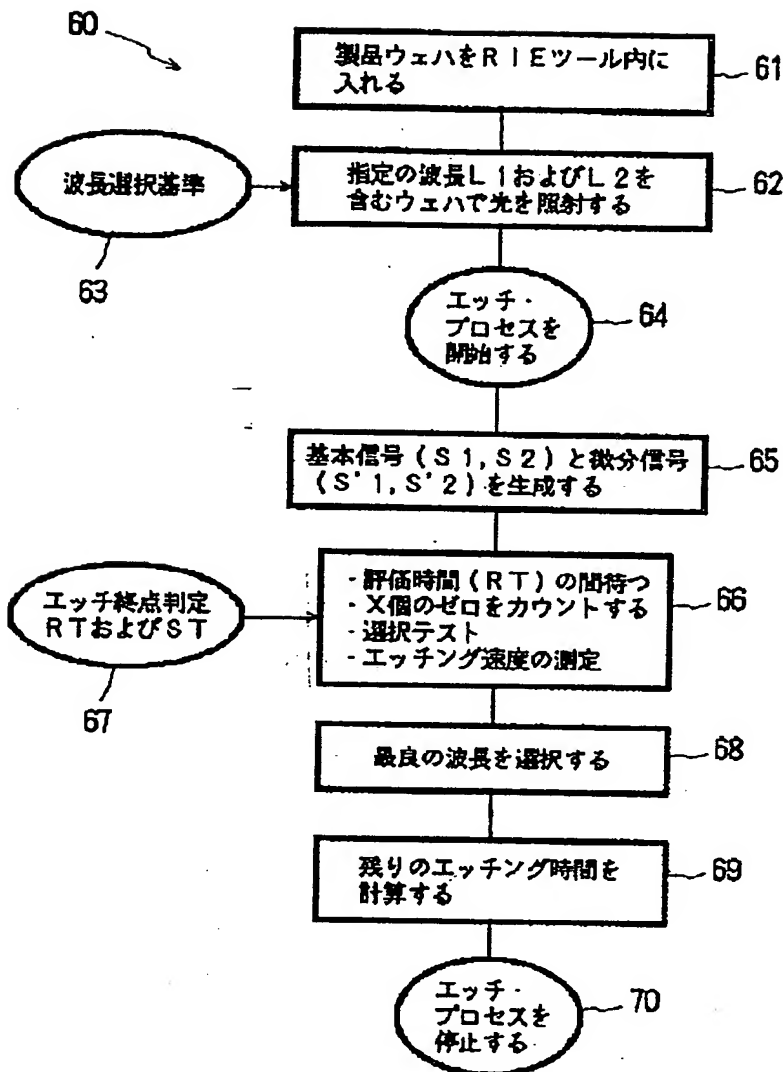 60
製品ウェハをRIEツール内に
入れる
61
波長選択基準
63
指定の波長L1およびL2を
含むウェハで光を照射する
62
エッチ・
プロセスを
開始する
64
基本信号(S1,S2)と微分信号
(S'1,S'2)を生成する
65
エッチ終点判定
RTおよびST
67
-評価時間(RT)の間待つ
-X個のゼロをカウントする
-選択テスト
-エッチング速度の測定
66
最良の波長を選択する
68
残りのエッチング時間を
計算する
69
エッチ・
プロセスを
停止する
70